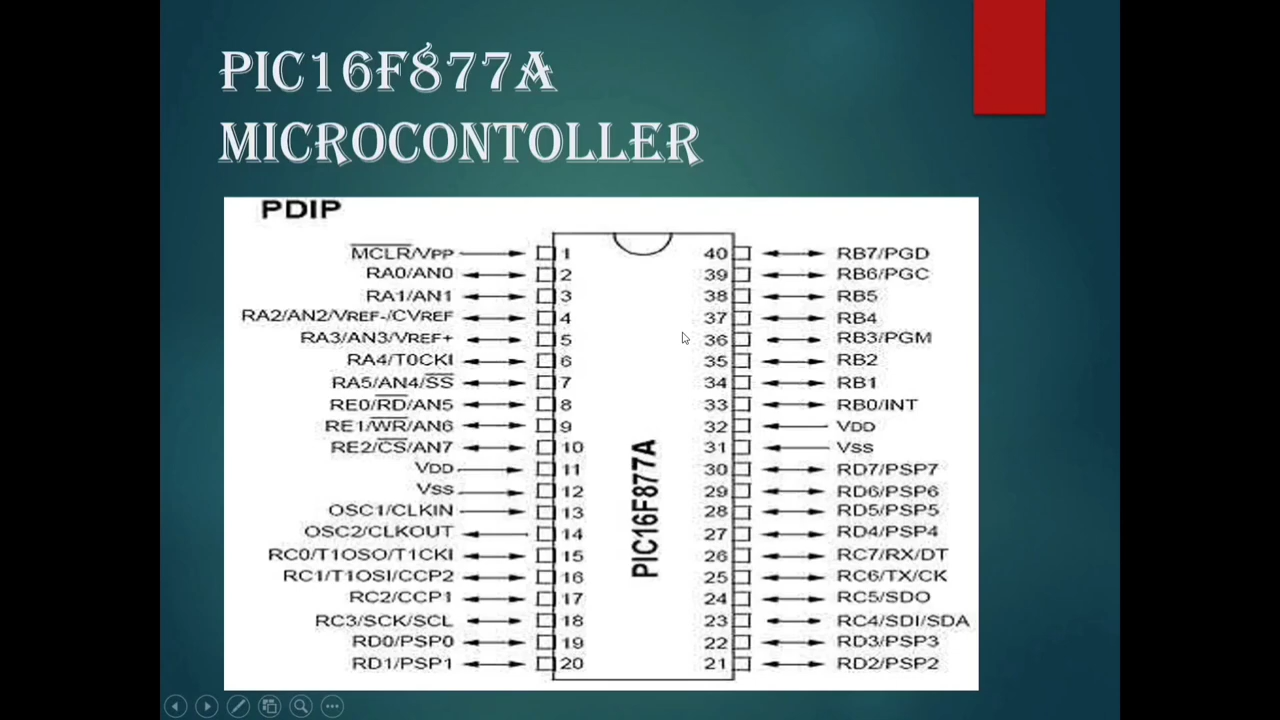 PIC16F877A
MICROCONTOLLER
PDIP
MCLR/VPP 1
RA0/AN0 2
RA1/AN1 3
RA2/AN2/VREF-/CVREF 4
RA3/AN3/VREF+ 5
RA4/T0CKI 6
RA5/AN4/SS 7
RE0/RD/AN5 8
RE1/WR/AN6 9
RE2/CS/AN7 10
VDD 11
VSS 12
OSC1/CLKIN 13
OSC2/CLKOUT 14
RC0/T1OSO/T1CKI 15
RC1/T1OSI/CCP2 16
RC2/CCP1 17
RC3/SCK/SCL 18
RD0/PSP0 19
RD1/PSP1 20
PIC16F877A
40 RB7/PGD
39 RB6/PGC
38 RB5
37 RB4
36 RB3/PGM
35 RB2
34 RB1
33 RB0/INT
32 VDD
31 VSS
30 RD7/PSP7
29 RD6/PSP6
28 RD5/PSP5
27 RD4/PSP4
26 RC7/RX/DT
25 RC6/TX/CK
24 RC5/SDO
23 RC4/SDI/SDA
22 RD3/PSP3
21 RD2/PSP2